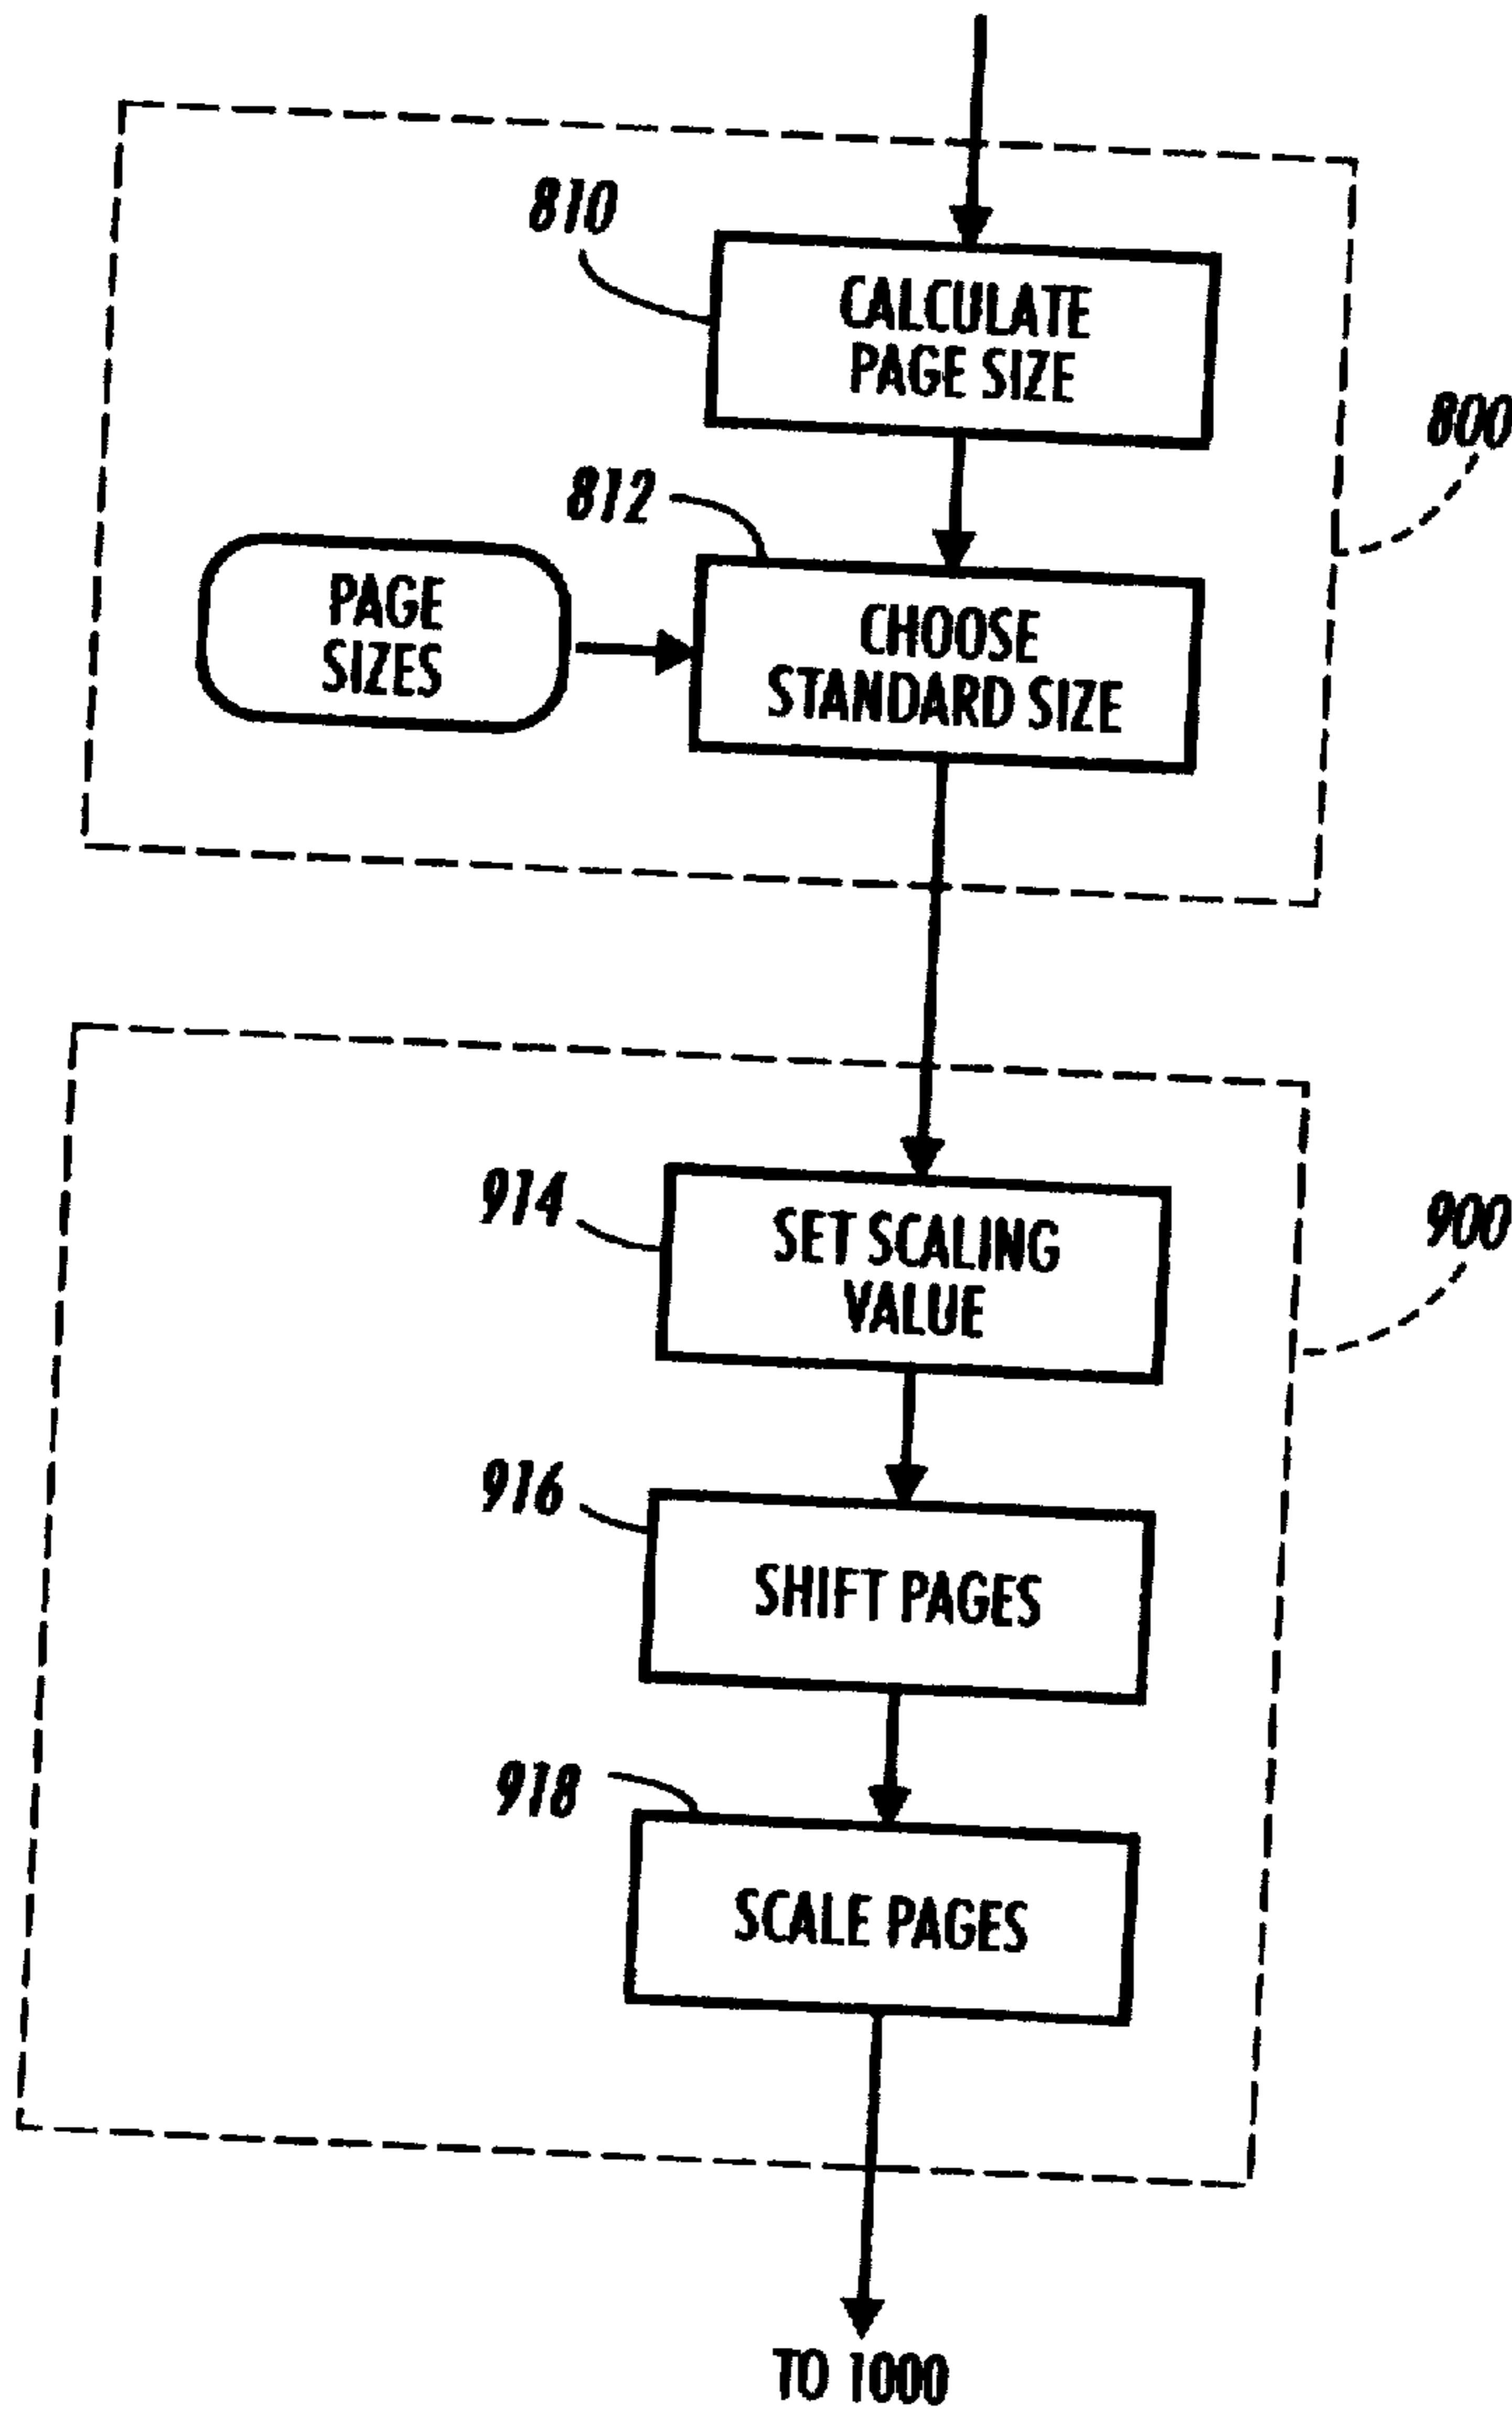 810
CALCULATE
PAGE SIZE
800
812
PAGE
SIZES
CHOOSE
STANDARD SIZE
914
SET SCALING
VALUE
900
916
SHIFT PAGES
918
SCALE PAGES
TO 1000